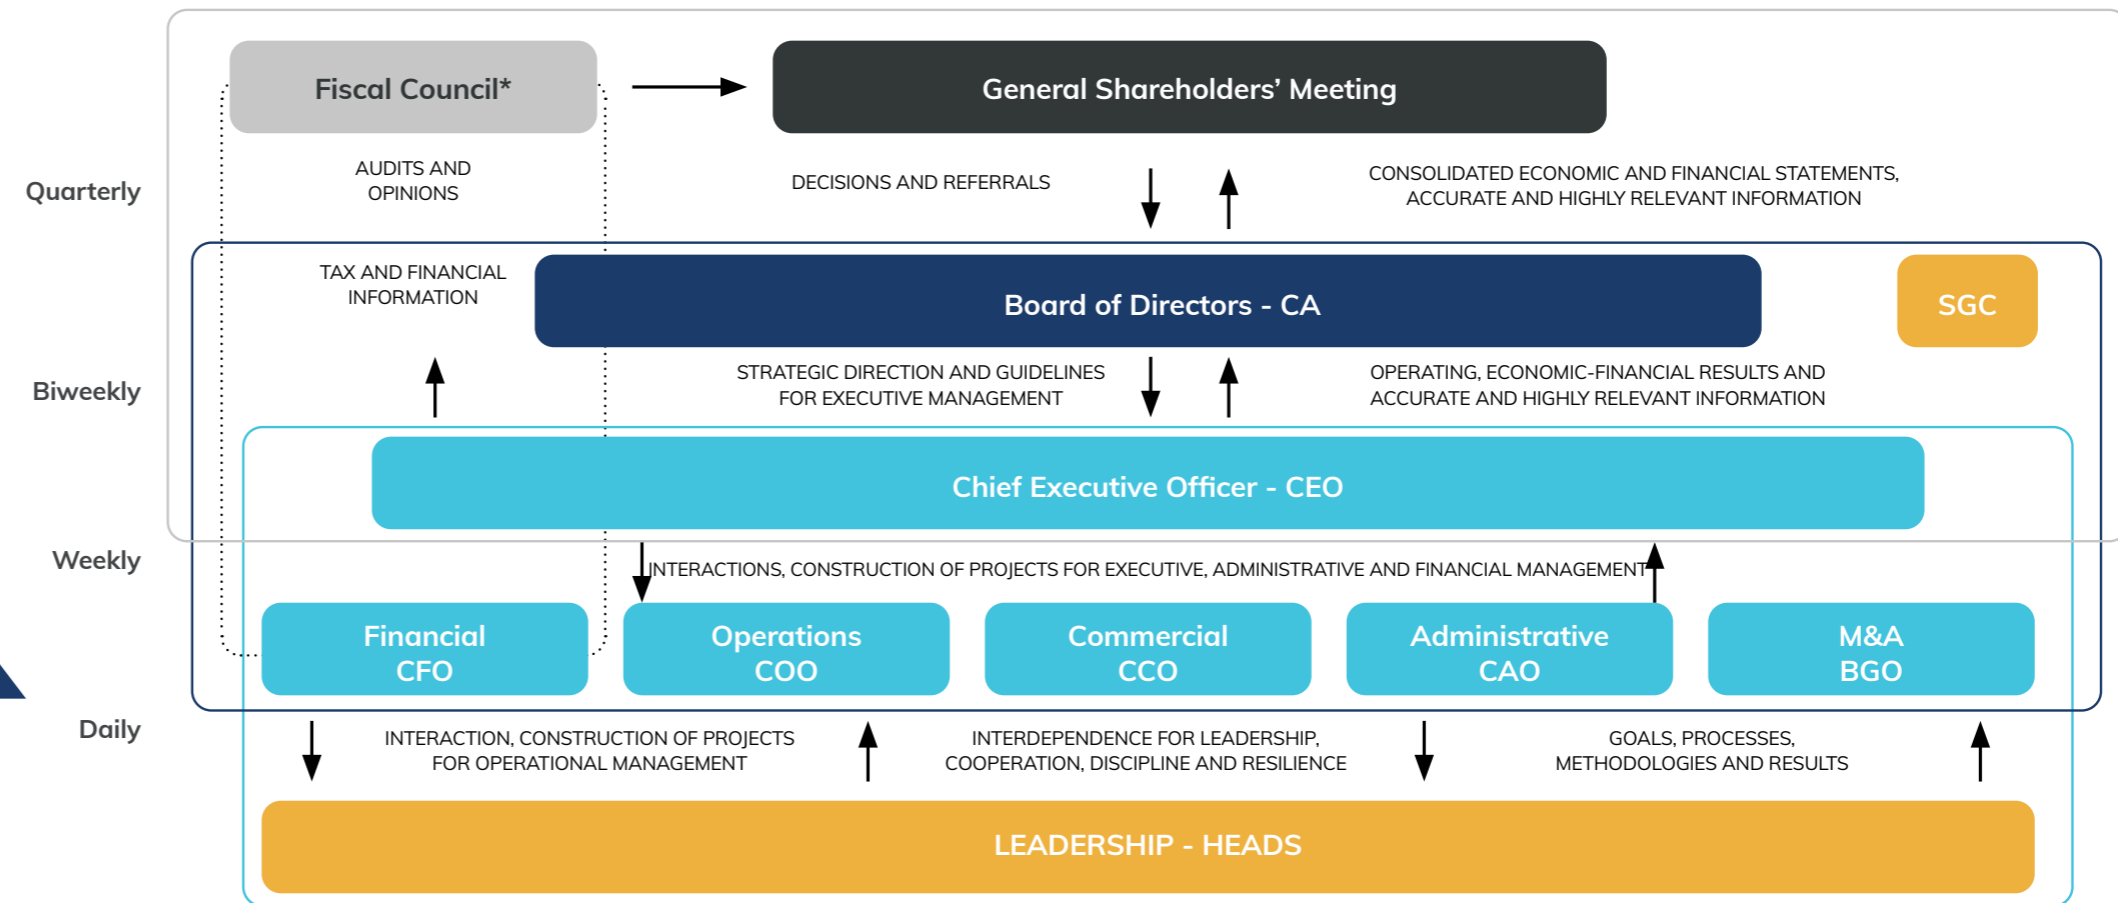 Fiscal Council*
General Shareholders’ Meeting
Quarterly
AUDITS AND
OPINIONS
DECISIONS AND REFERRALS
CONSOLIDATED ECONOMIC AND FINANCIAL STATEMENTS,
ACCURATE AND HIGHLY RELEVANT INFORMATION
TAX AND FINANCIAL
INFORMATION
Board of Directors - CA
SGC
Biweekly
STRATEGIC DIRECTION AND GUIDELINES
FOR EXECUTIVE MANAGEMENT
OPERATING, ECONOMIC-FINANCIAL RESULTS AND
ACCURATE AND HIGHLY RELEVANT INFORMATION
Chief Executive Officer - CEO
Weekly
INTERACTIONS, CONSTRUCTION OF PROJECTS FOR EXECUTIVE, ADMINISTRATIVE AND FINANCIAL MANAGEMENT
Financial
CFO
Operations
COO
Commercial
CCO
Administrative
CAO
M&A
BGO
Daily
INTERACTION, CONSTRUCTION OF PROJECTS
FOR OPERATIONAL MANAGEMENT
INTERDEPENDENCE FOR LEADERSHIP,
COOPERATION, DISCIPLINE AND RESILIENCE
GOALS, PROCESSES,
METHODOLOGIES AND RESULTS
LEADERSHIP - HEADS